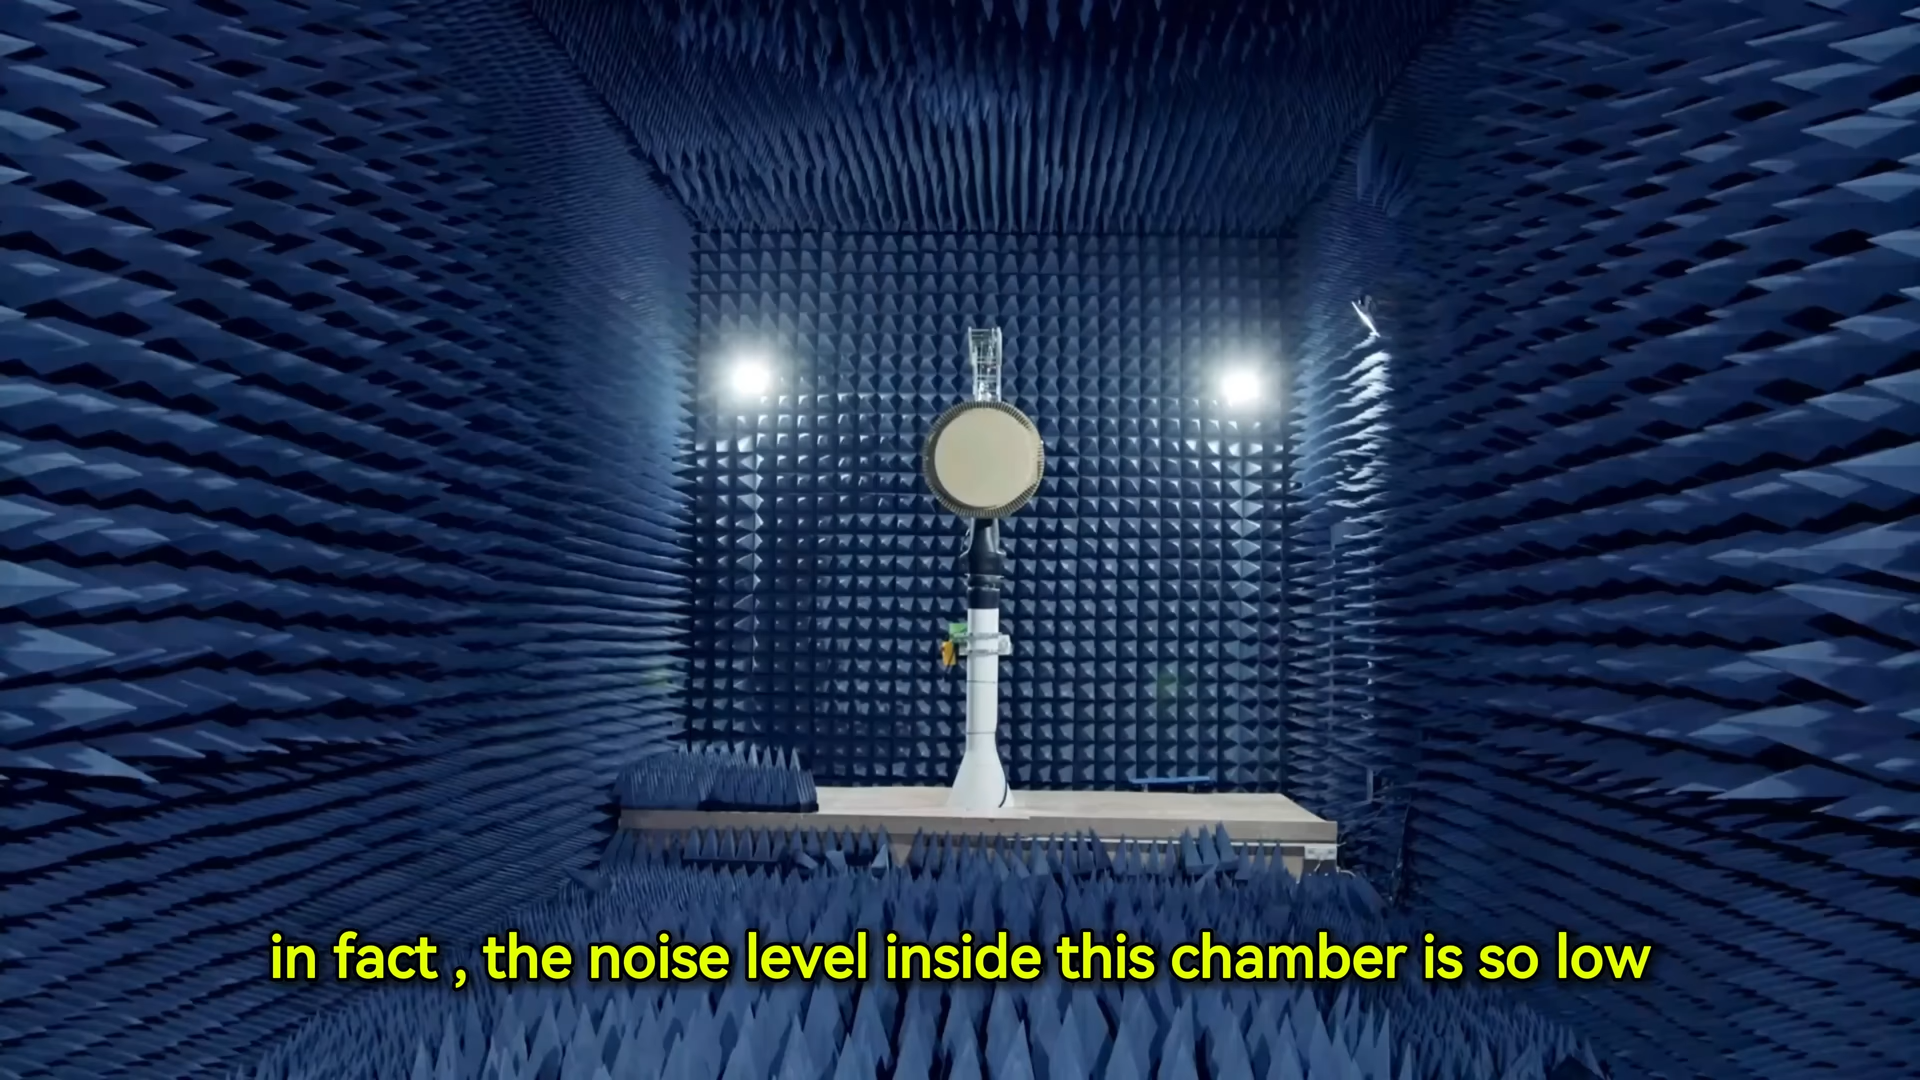 in fact , the noise level inside this chamber is so low